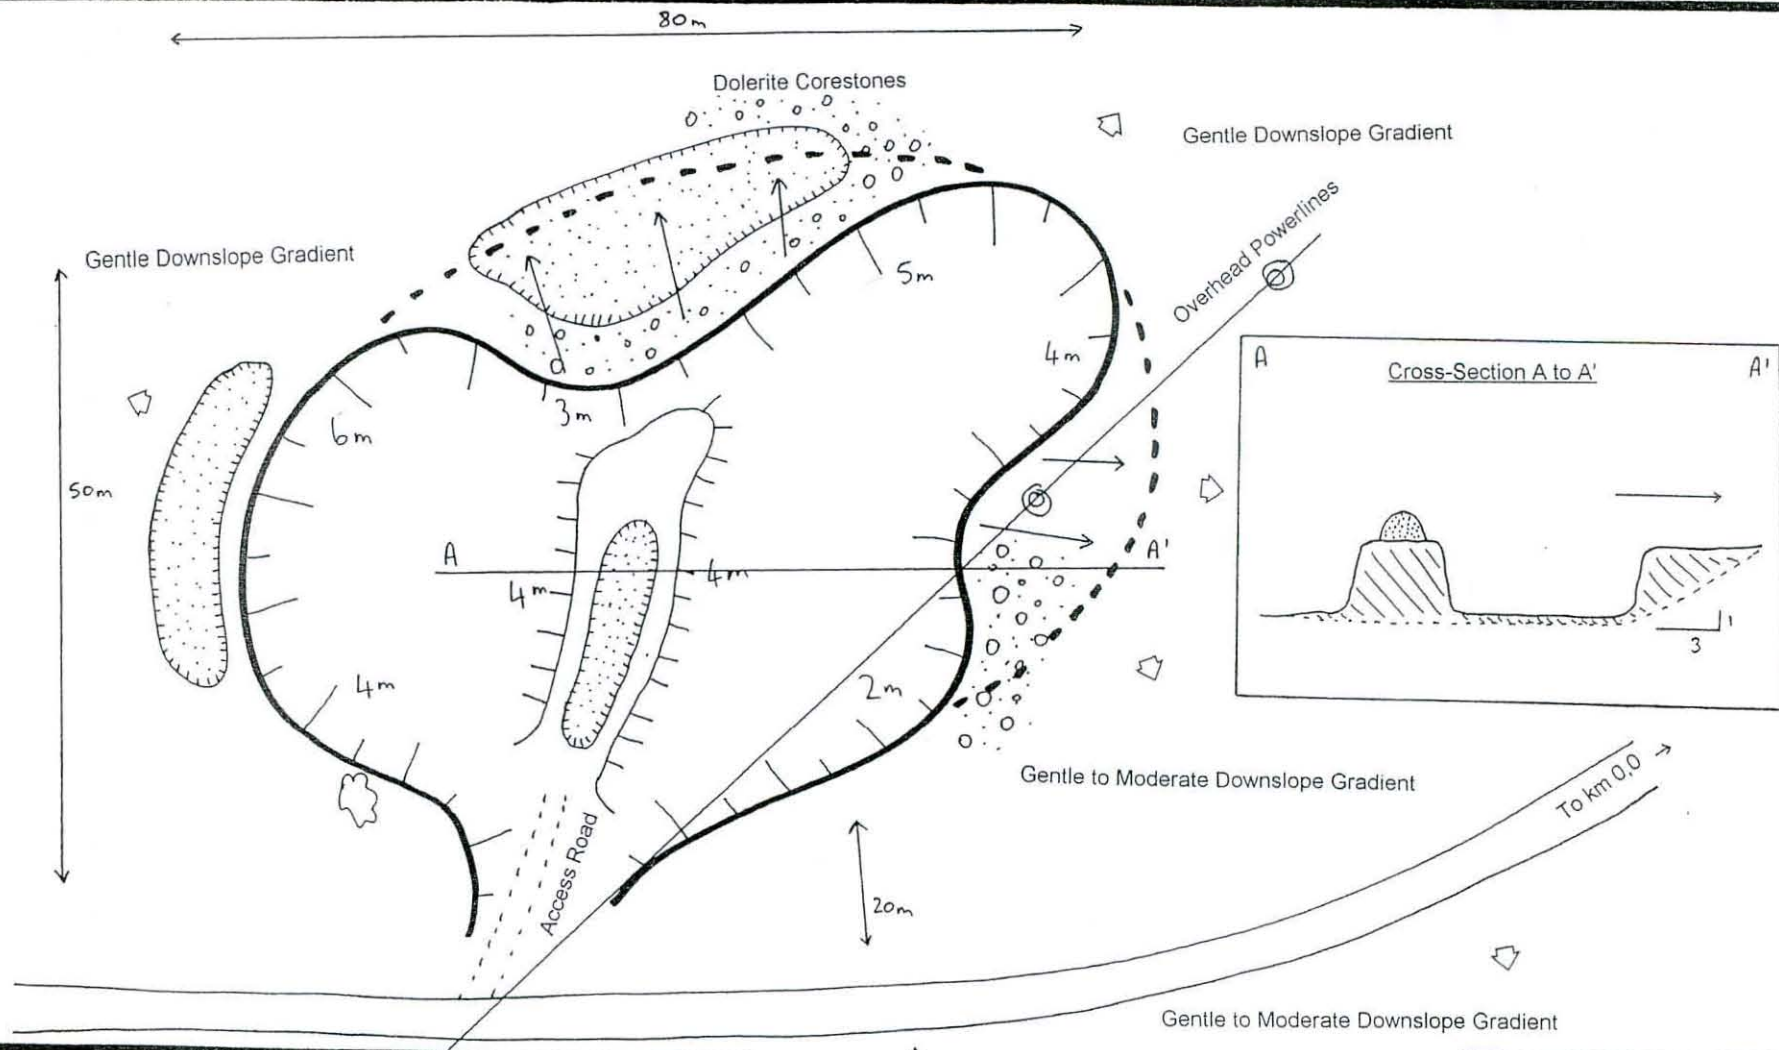 80m
Dolerite Corestones
Gentle Downslope Gradient
Overhead Powerlines
Gentle Downslope Gradient
5m
4m
6m
3m
50m
A
A'
4m
4m
4m
2m
A
A'
Cross-Section A to A'
1
3
Gentle to Moderate Downslope Gradient
To km 0,0
Access Road
20m
Gentle to Moderate Downslope Gradient